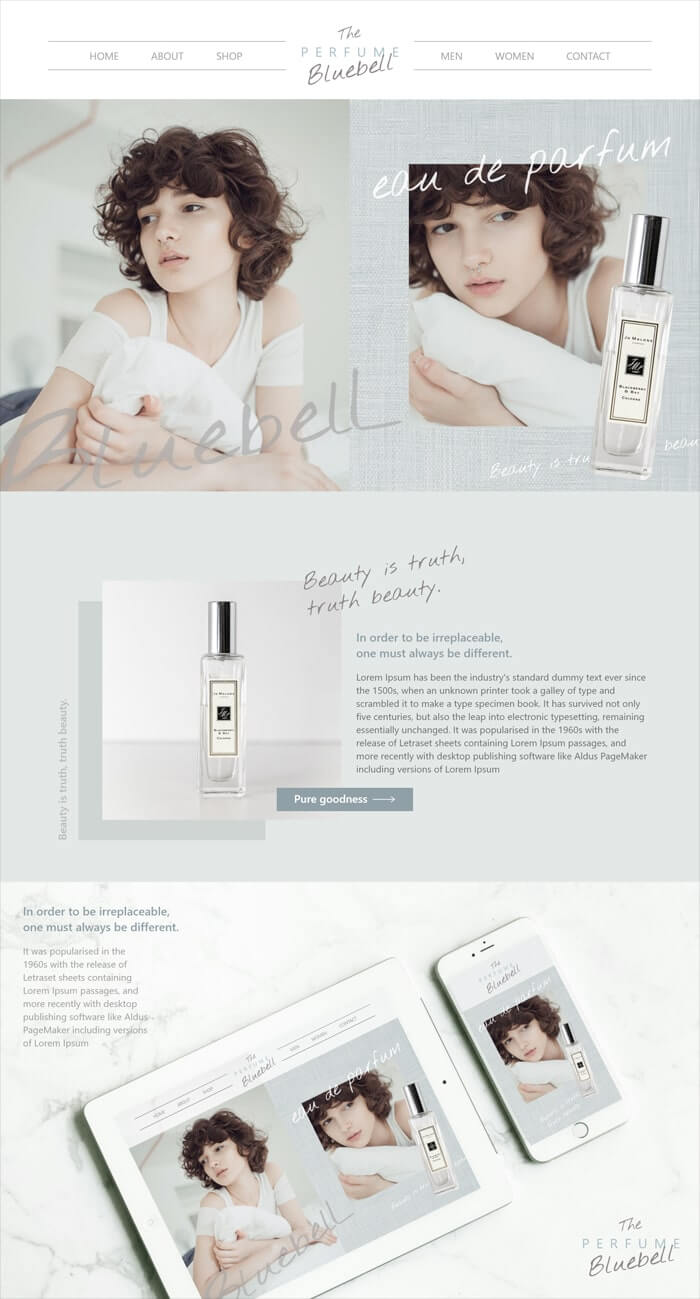 The
PERFUME
Bluebell
HOME ABOUT SHOP MEN WOMEN CONTACT
eau de parfum
JO MALONE
LONDON
BLACKBERRY
& BAY
COLOGNE
Bluebell
Beauty is tru
beau
Beauty is truth,
truth beauty.
JO MALONE
LONDON
BLACKBERRY
& BAY
COLOGNE
In order to be irreplaceable,
one must always be different.
Lorem Ipsum has been the industry's standard dummy text ever since
the 1500s, when an unknown printer took a galley of type and
scrambled it to make a type specimen book. It has survived not only
five centuries, but also the leap into electronic typesetting, remaining
essentially unchanged. It was popularised in the 1960s with the
release of Letraset sheets containing Lorem Ipsum passages, and
more recently with desktop publishing software like Aldus PageMaker
including versions of Lorem Ipsum
Beauty is truth, truth beauty.
Pure goodness
In order to be irreplaceable,
one must always be different.
It was popularised in the
1960s with the release of
Letraset sheets containing
Lorem Ipsum passages, and
more recently with desktop
publishing software like Aldus
PageMaker including versions
of Lorem Ipsum
The
PERFUME
Bluebell
eau de parfum
The
PERFUME
Bluebell
HOME ABOUT SHOP MEN WOMEN CONTACT
eau de parfum
Bluebell
The
PERFUME
Bluebell